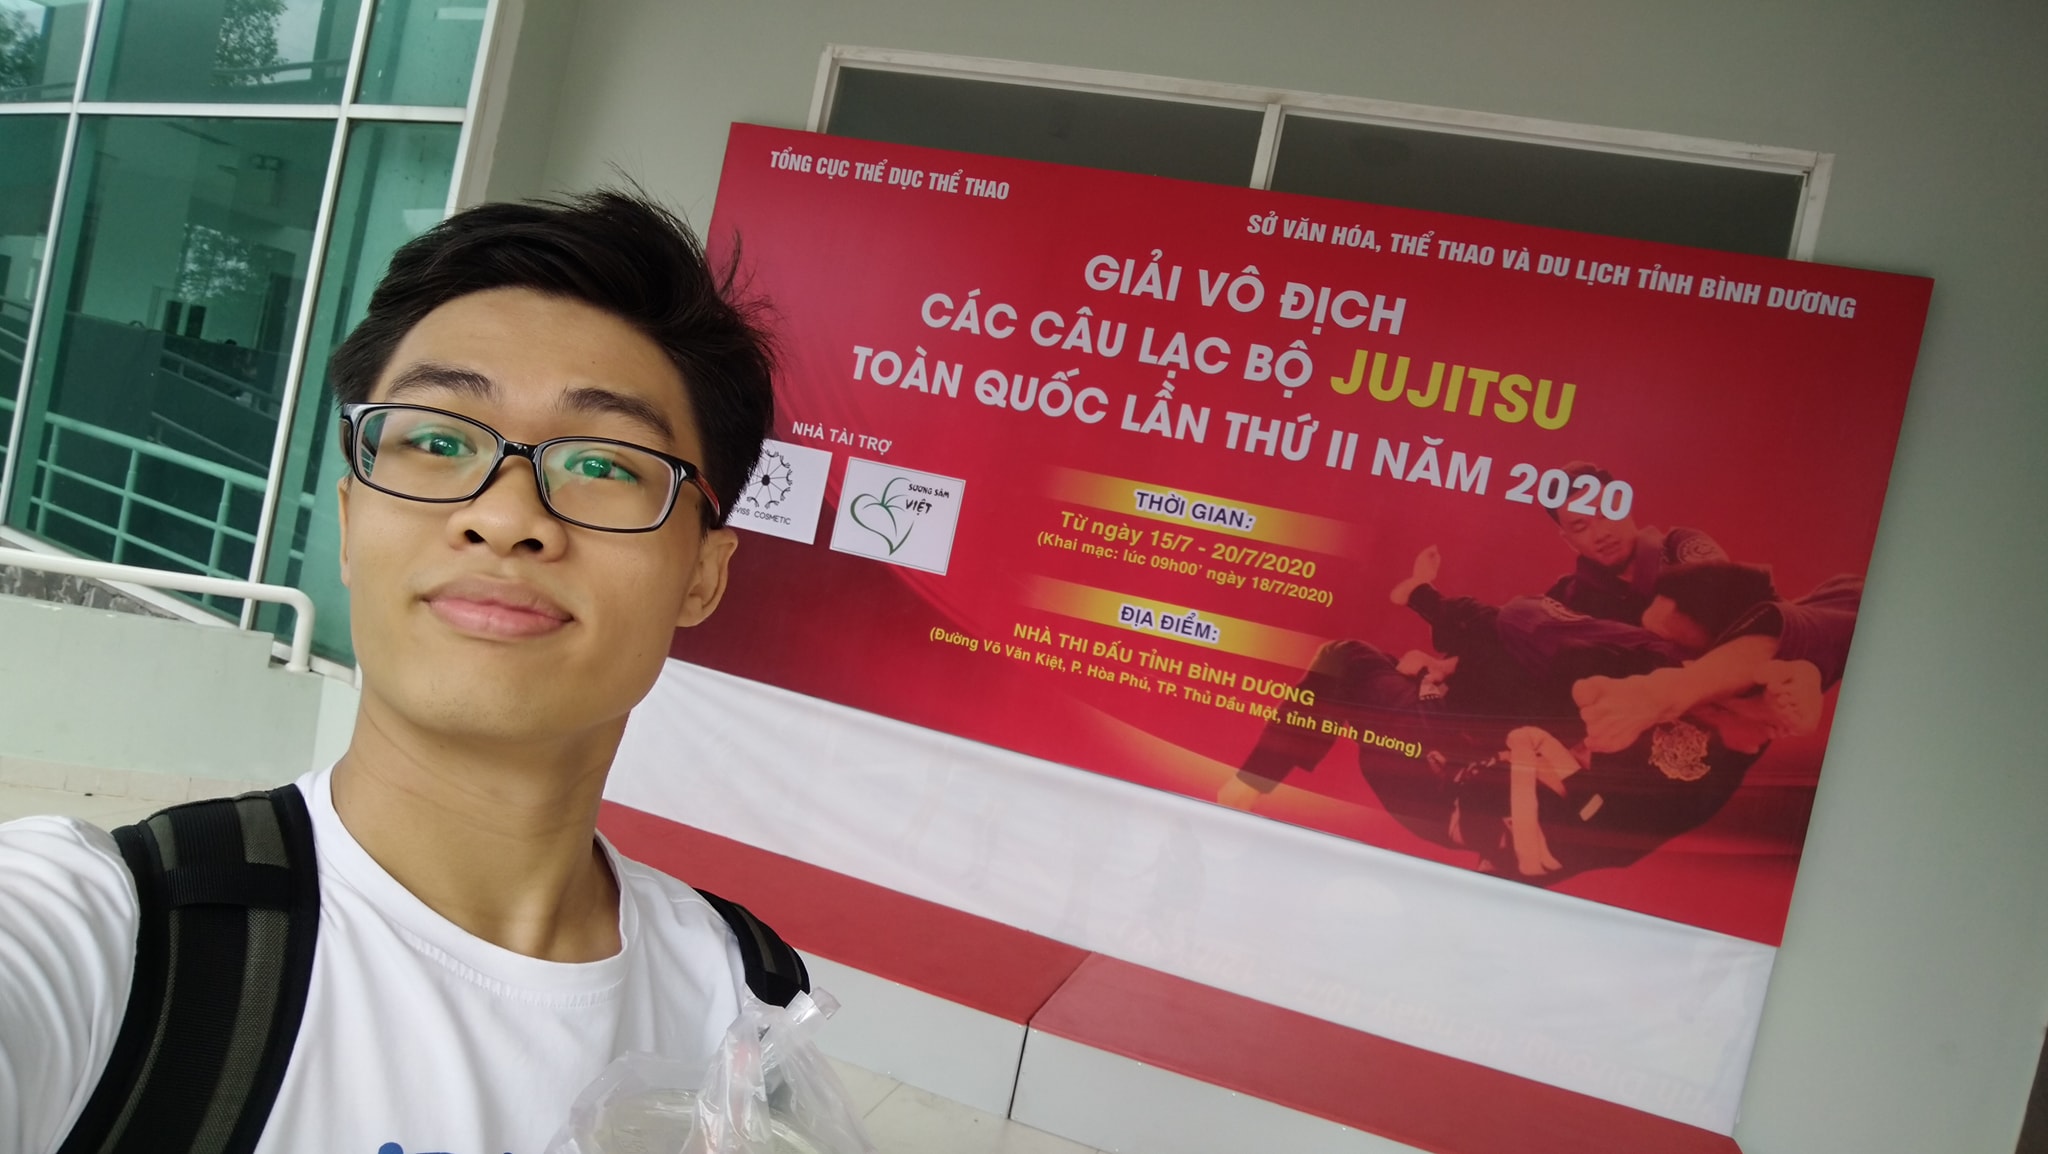 TỔNG CỤC THỂ DỤC THỂ THAO
SỞ VĂN HÓA, THỂ THAO VÀ DU LỊCH TỈNH BÌNH DƯƠNG
GIẢI VÔ ĐỊCH
CÁC CÂU LẠC BỘ JUJITSU
TOÀN QUỐC LẦN THỨ II NĂM 2020
NHÀ TÀI TRỢ
COSMETIC
SƯƠNG SÂM
VIỆT
THỜI GIAN:
Từ ngày 15/7 - 20/7/2020
(Khai mạc: lúc 09h00' ngày 18/7/2020)
ĐỊA ĐIỂM:
NHÀ THI ĐẤU TỈNH BÌNH DƯƠNG
(Đường Võ Văn Kiệt, P. Hòa Phú, TP. Thủ Dầu Một, tỉnh Bình Dương)